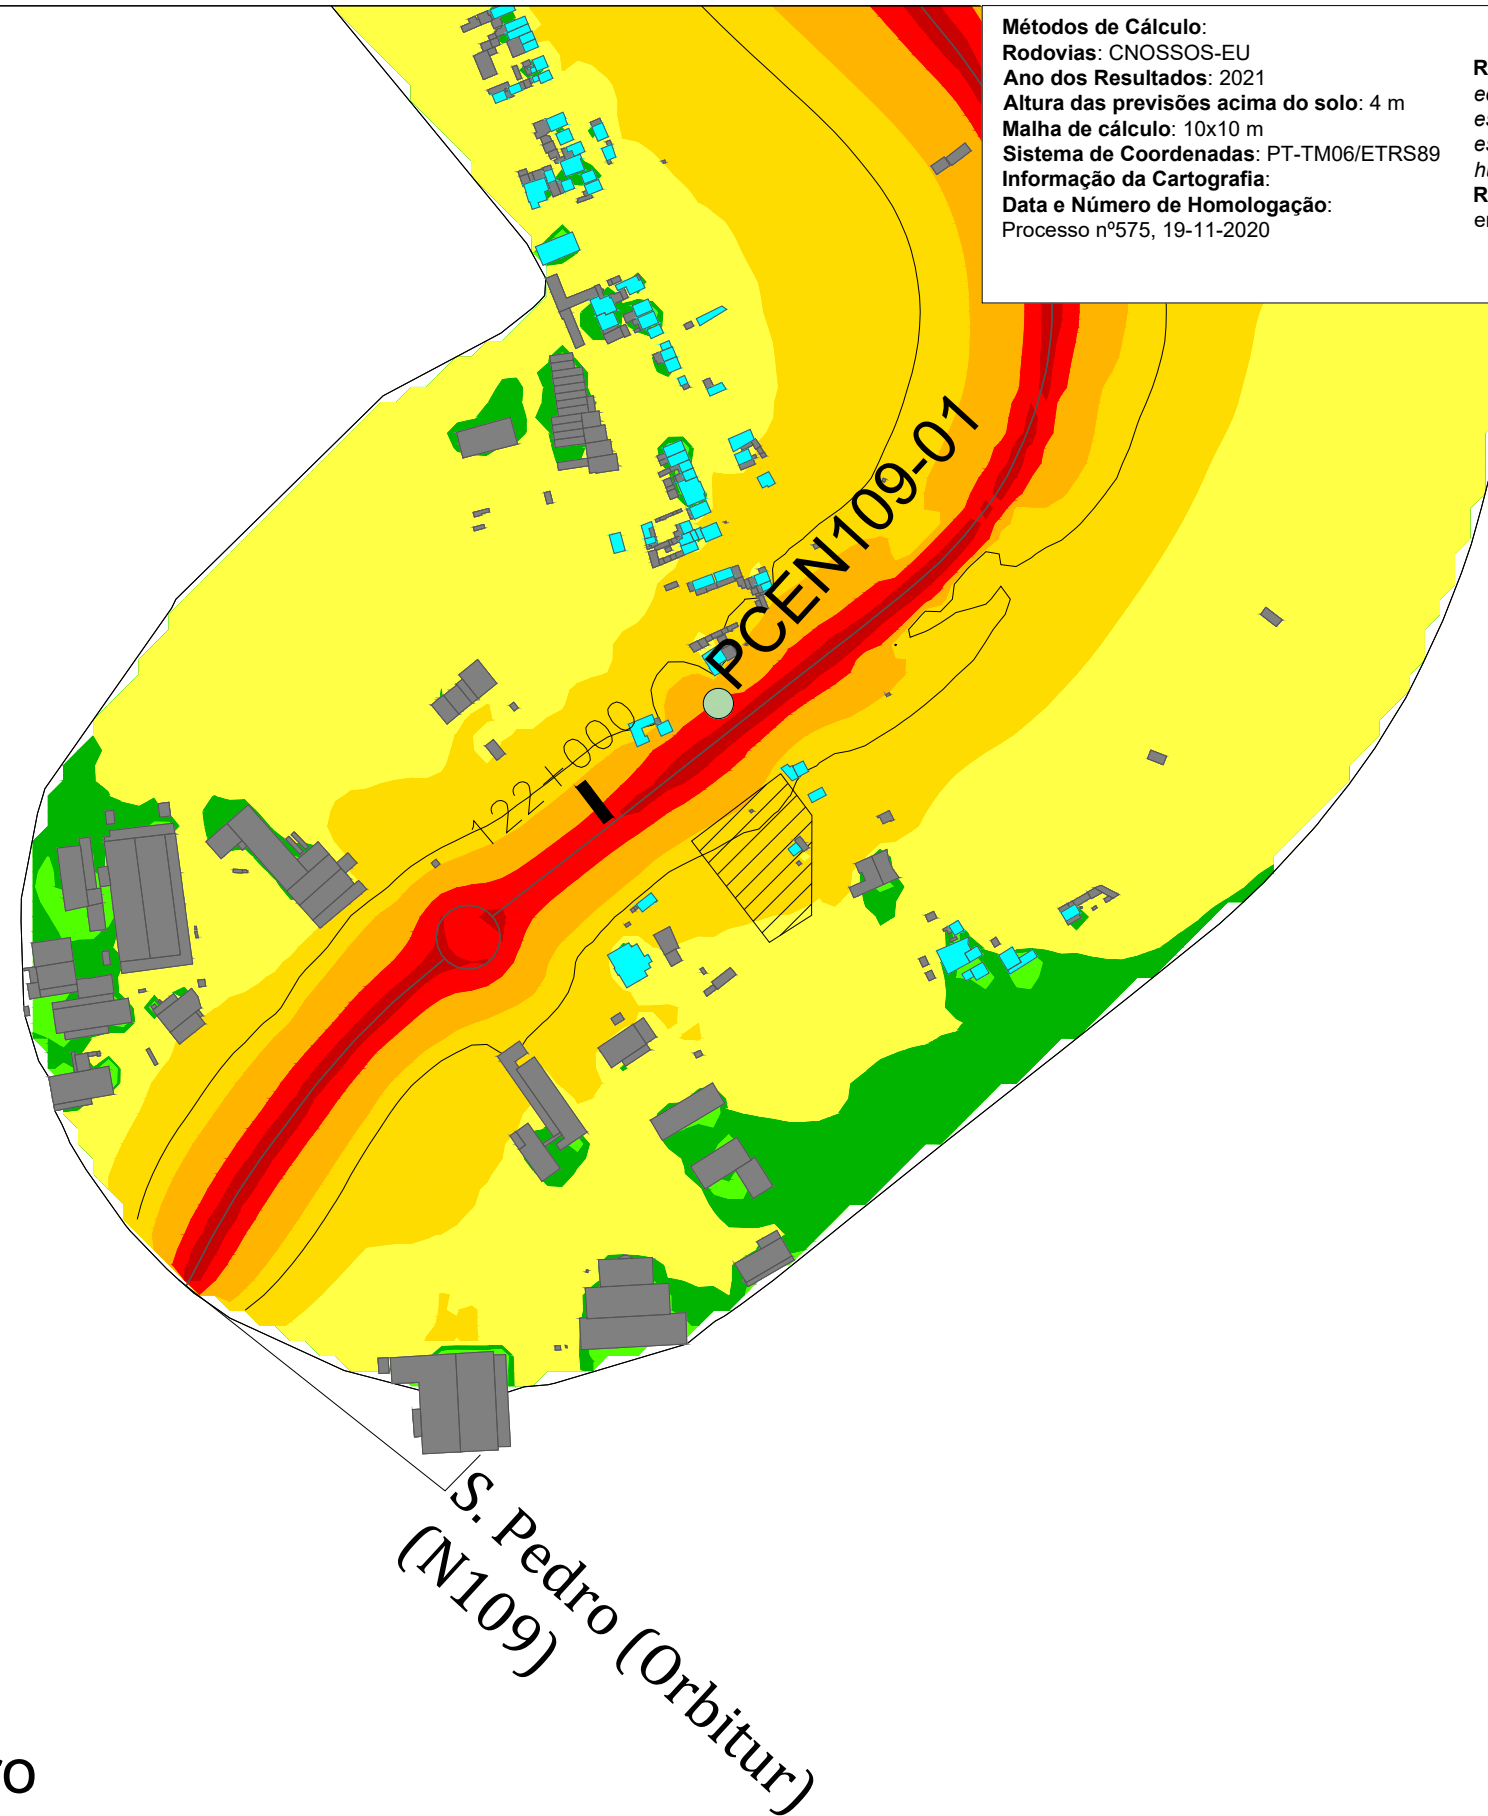 Métodos de Cálculo:
Rodovias: CNOSSOS-EU
Ano dos Resultados: 2021
Altura das previsões acima do solo: 4 m
Malha de cálculo: 10x10 m
Sistema de Coordenadas: PT-TM06/ETRS89
Informação da Cartografia:
Data e Número de Homologação:
Processo nº575, 19-11-2020
PCEN109-01
122+000
S. Pedro (Orbitur)
(N109)